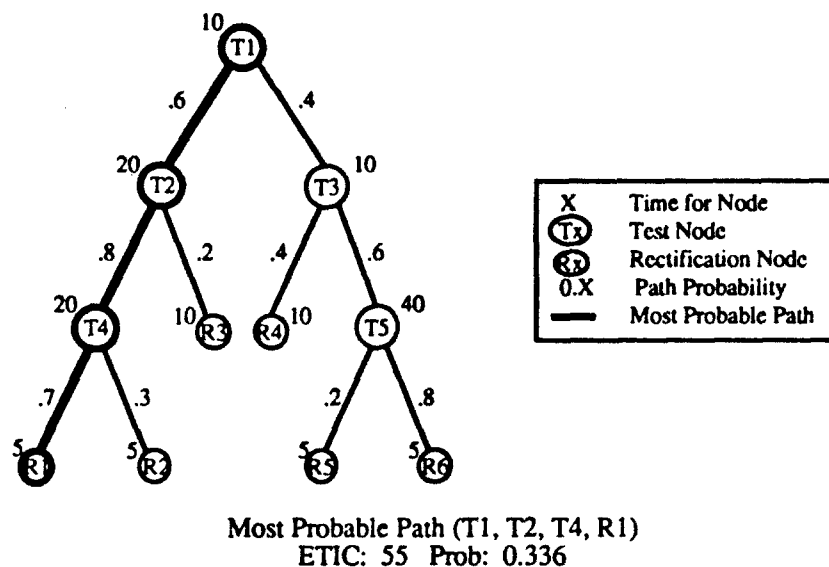 10
T1
.6
.4
20
T2
T3
10
.8
.2
.4
.6
20
T4
10
R3
R4
10
T5
40
.7
.3
.2
.8
5
R1
5
R2
5
R5
5
R6
X Time for Node
Tx Test Node
Rx Rectification Node
0.X Path Probability
Most Probable Path
Most Probable Path (T1, T2, T4, R1)
ETIC: 55 Prob: 0.336